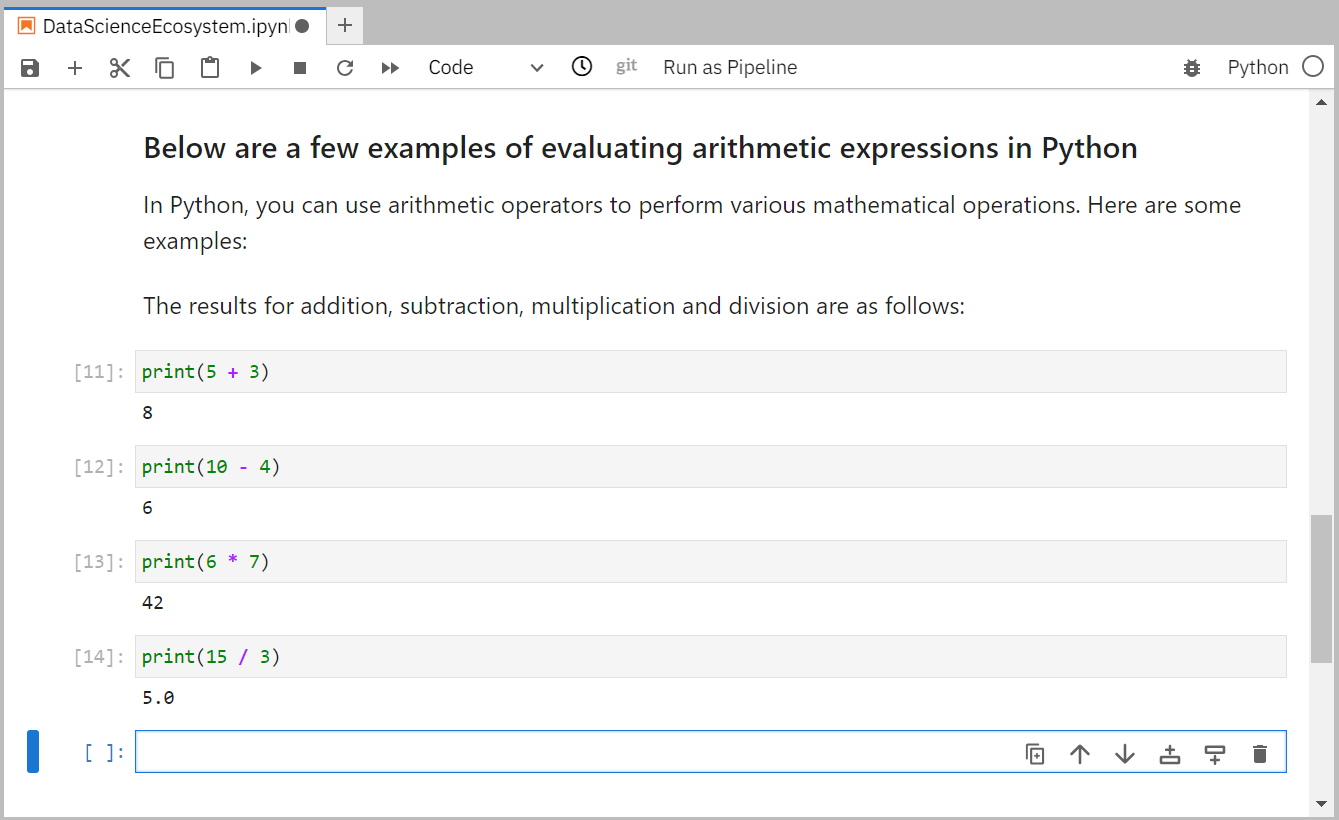 DataScienceEcosystem.ipyn
Code
git
Run as Pipeline
Python
Below are a few examples of evaluating arithmetic expressions in Python
In Python, you can use arithmetic operators to perform various mathematical operations. Here are some
examples:
The results for addition, subtraction, multiplication and division are as follows:
[11]: print(5 + 3)
8
[12]: print(10 - 4)
6
[13]: print(6 * 7)
42
[14]: print(15 / 3)
5.0
[ ]: